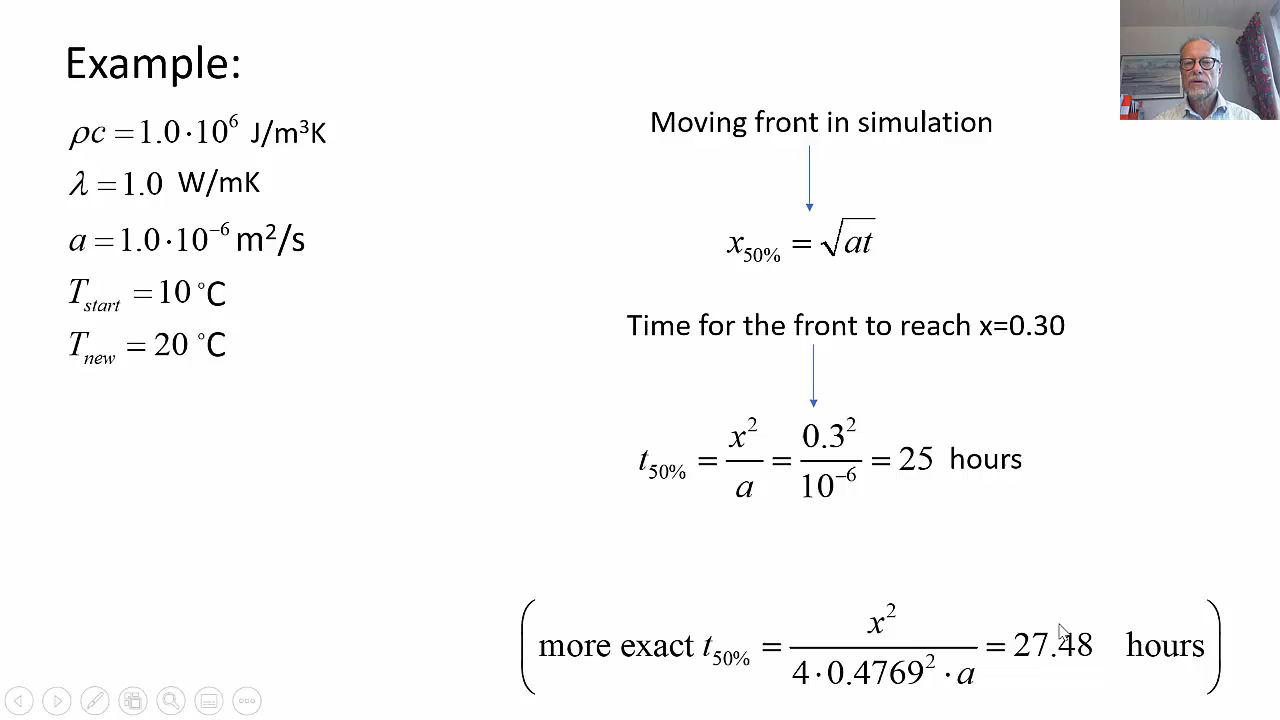 Example:
ρc = 1.0·10⁶ J/m³K
λ = 1.0 W/mK
a = 1.0·10⁻⁶ m²/s
T_start = 10 °C
T_new = 20 °C
Moving front in simulation
x_50% = √at
Time for the front to reach x=0.30
t_50% = x²/a = 0.3²/10⁻⁶ = 25 hours
(more exact t_50% = x²/(4·0.4769²·a) = 27.48 hours)